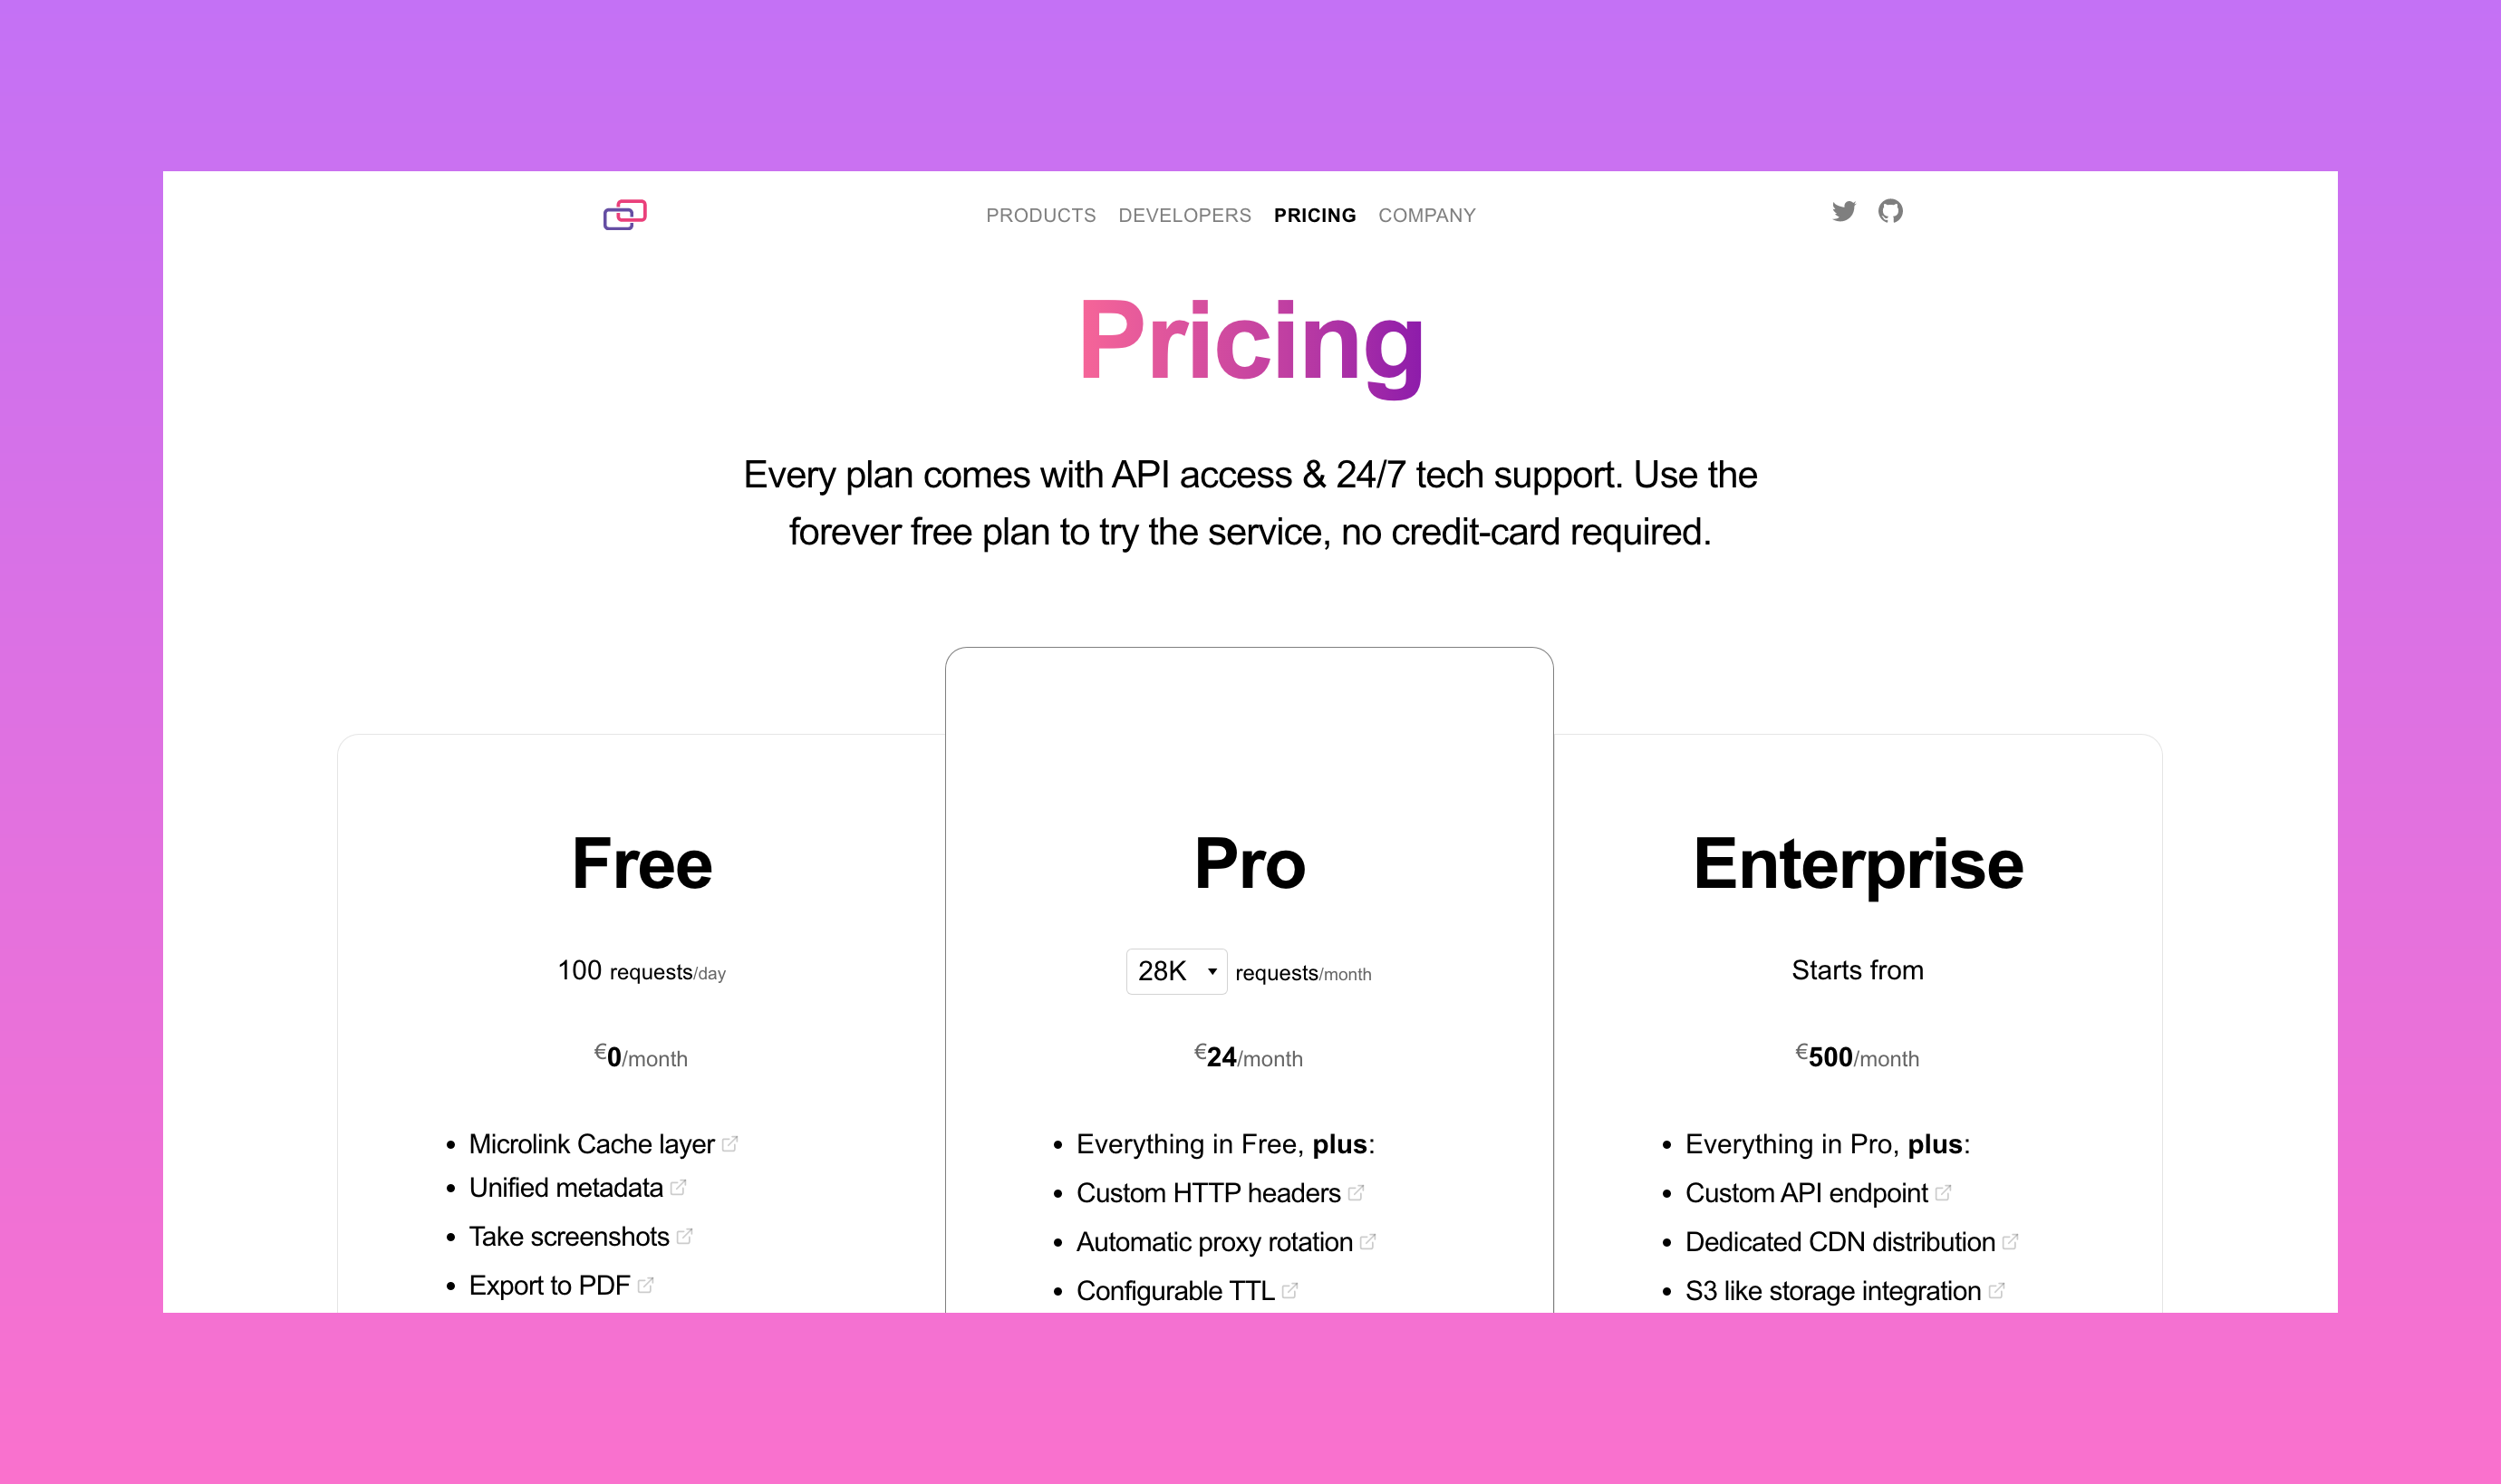 PRODUCTS DEVELOPERS PRICING COMPANY
Pricing
Every plan comes with API access & 24/7 tech support. Use the
forever free plan to try the service, no credit-card required.
Free
100 requests/day
€0/month
• Microlink Cache layer
• Unified metadata
• Take screenshots
• Export to PDF
Pro
28K requests/month
€24/month
• Everything in Free, plus:
• Custom HTTP headers
• Automatic proxy rotation
• Configurable TTL
Enterprise
Starts from
€500/month
• Everything in Pro, plus:
• Custom API endpoint
• Dedicated CDN distribution
• S3 like storage integration